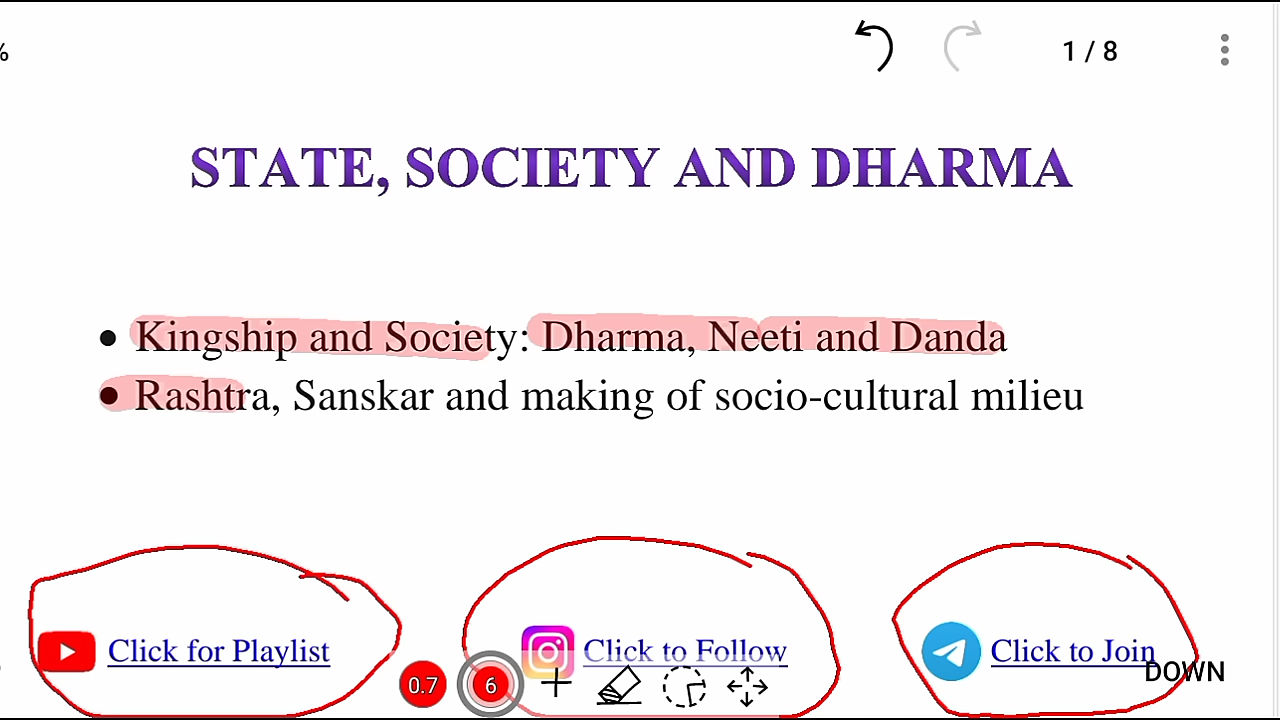 %
1 / 8
STATE, SOCIETY AND DHARMA
• Kingship and Society: Dharma, Neeti and Danda
• Rashtra, Sanskar and making of socio-cultural milieu
Click for Playlist
Click to Follow
Click to Join
DOWN
0.7
6